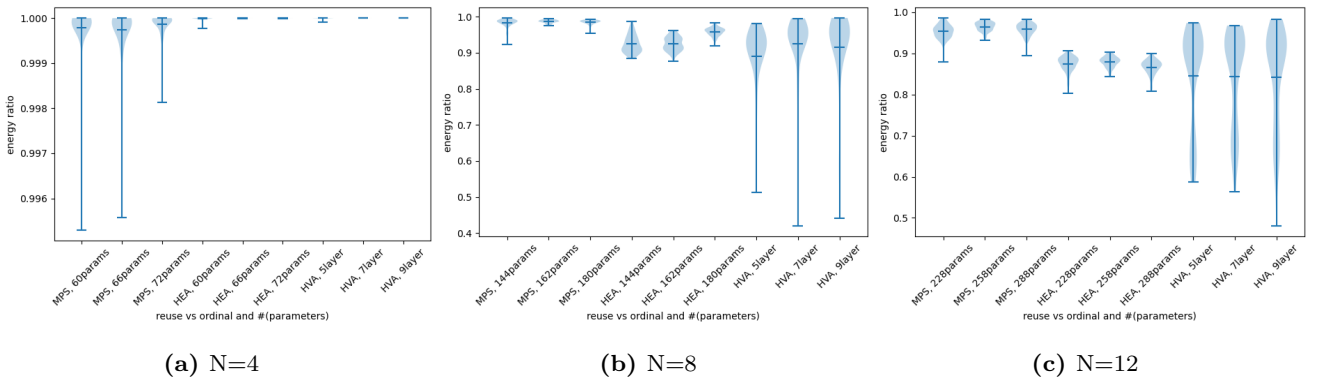 1.000
0.999
0.998
0.997
0.996
energy ratio
MPS, 60params
MPS, 66params
MPS, 72params
HEA, 60params
HEA, 66params
HEA, 72params
HVA, 5layer
HVA, 7layer
HVA, 9layer
reuse vs ordinal and #(parameters)
(a) N=4
1.0
0.9
0.8
0.7
0.6
0.5
0.4
energy ratio
MPS, 144params
MPS, 162params
MPS, 180params
HEA, 144params
HEA, 162params
HEA, 180params
HVA, 5layer
HVA, 7layer
HVA, 9layer
reuse vs ordinal and #(parameters)
(b) N=8
1.0
0.9
0.8
0.7
0.6
0.5
energy ratio
MPS, 228params
MPS, 258params
MPS, 288params
HEA, 228params
HEA, 258params
HEA, 288params
HVA, 5layer
HVA, 7layer
HVA, 9layer
reuse vs ordinal and #(parameters)
(c) N=12